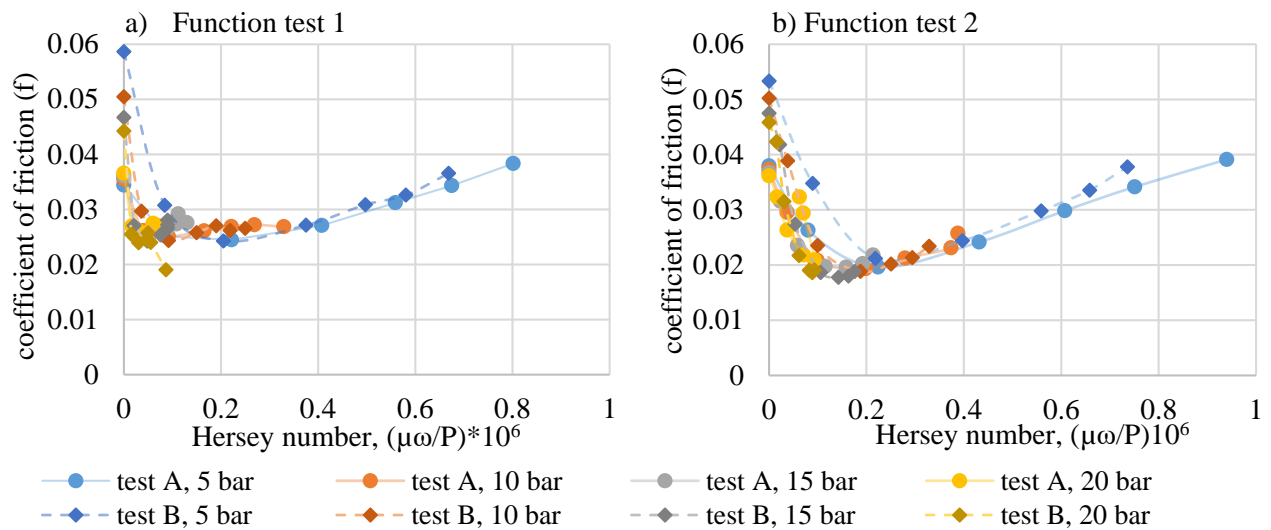 a) Function test 1
0.06
0.05
0.04
0.03
0.02
0.01
0
0 0.2 0.4 0.6 0.8 1
coefficient of friction (f)
Hersey number, (µω/P)*10⁶
b) Function test 2
0.06
0.05
0.04
0.03
0.02
0.01
0
0 0.2 0.4 0.6 0.8 1
coefficient of friction (f)
Hersey number, (µω/P)10⁶
test A, 5 bar test A, 10 bar test A, 15 bar test A, 20 bar
test B, 5 bar test B, 10 bar test B, 15 bar test B, 20 bar